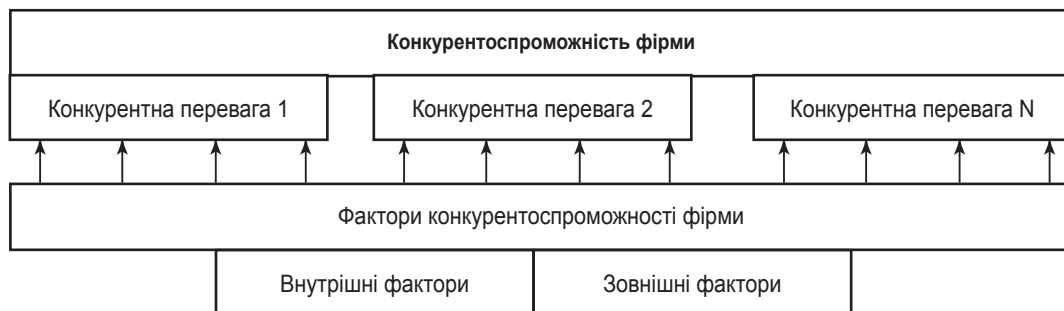 Конкурентоспроможність фірми
Конкурентна перевага 1
Конкурентна перевага 2
Конкурентна перевага N
Фактори конкурентоспроможності фірми
Внутрішні фактори
Зовнішні фактори